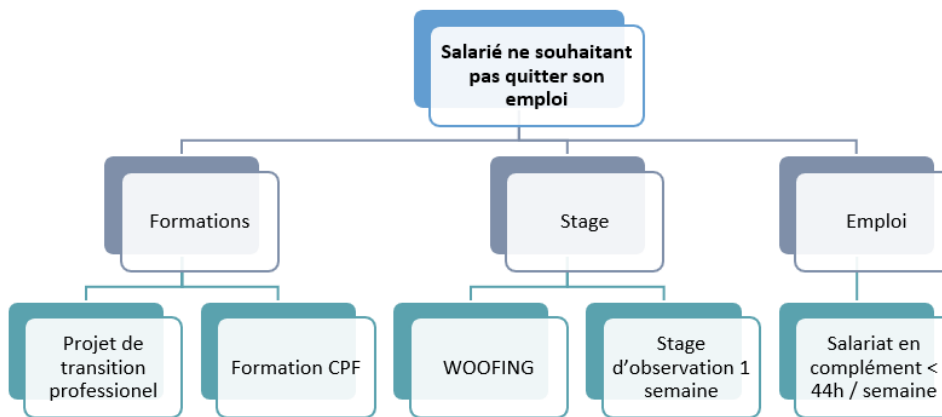 Salarié ne souhaitant
pas quitter son
emploi
Formations
Stage
Emploi
Projet de
transition
professionel
Formation CPF
WOOFING
Stage
d'observation 1
semaine
Salariat en
complément <
44h / semaine